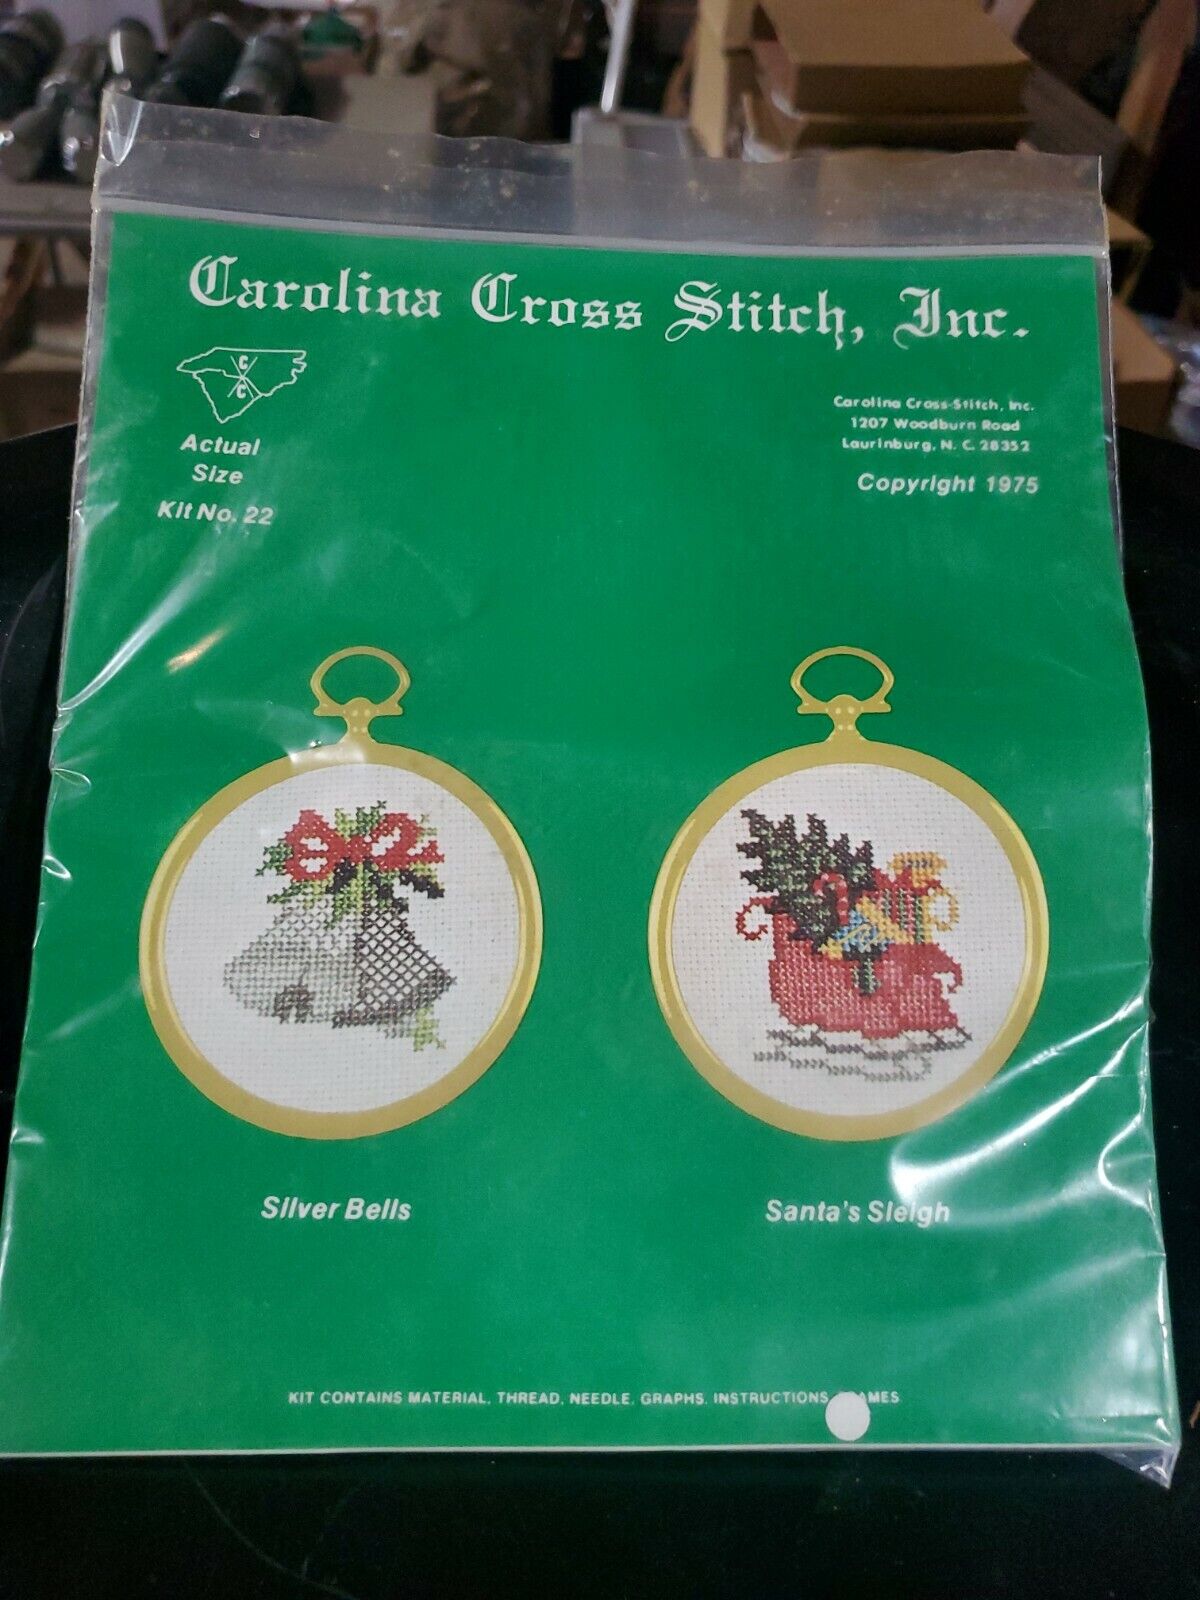 Carolina Cross Stitch, Inc.
C
C
Actual
Size
Kit No. 22
Carolina Cross-Stitch, Inc.
1207 Woodburn Road
Laurinburg, N. C. 28352
Copyright 1975
Silver Bells
Santa's Sleigh
KIT CONTAINS MATERIAL, THREAD, NEEDLE, GRAPHS, INSTRUCTIONS